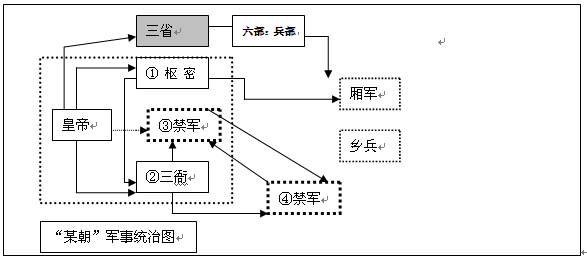 三省
六部：兵部
① 枢 密
厢军
皇帝
③禁军
乡兵
②三衙
④禁军
“某朝”军事统治图